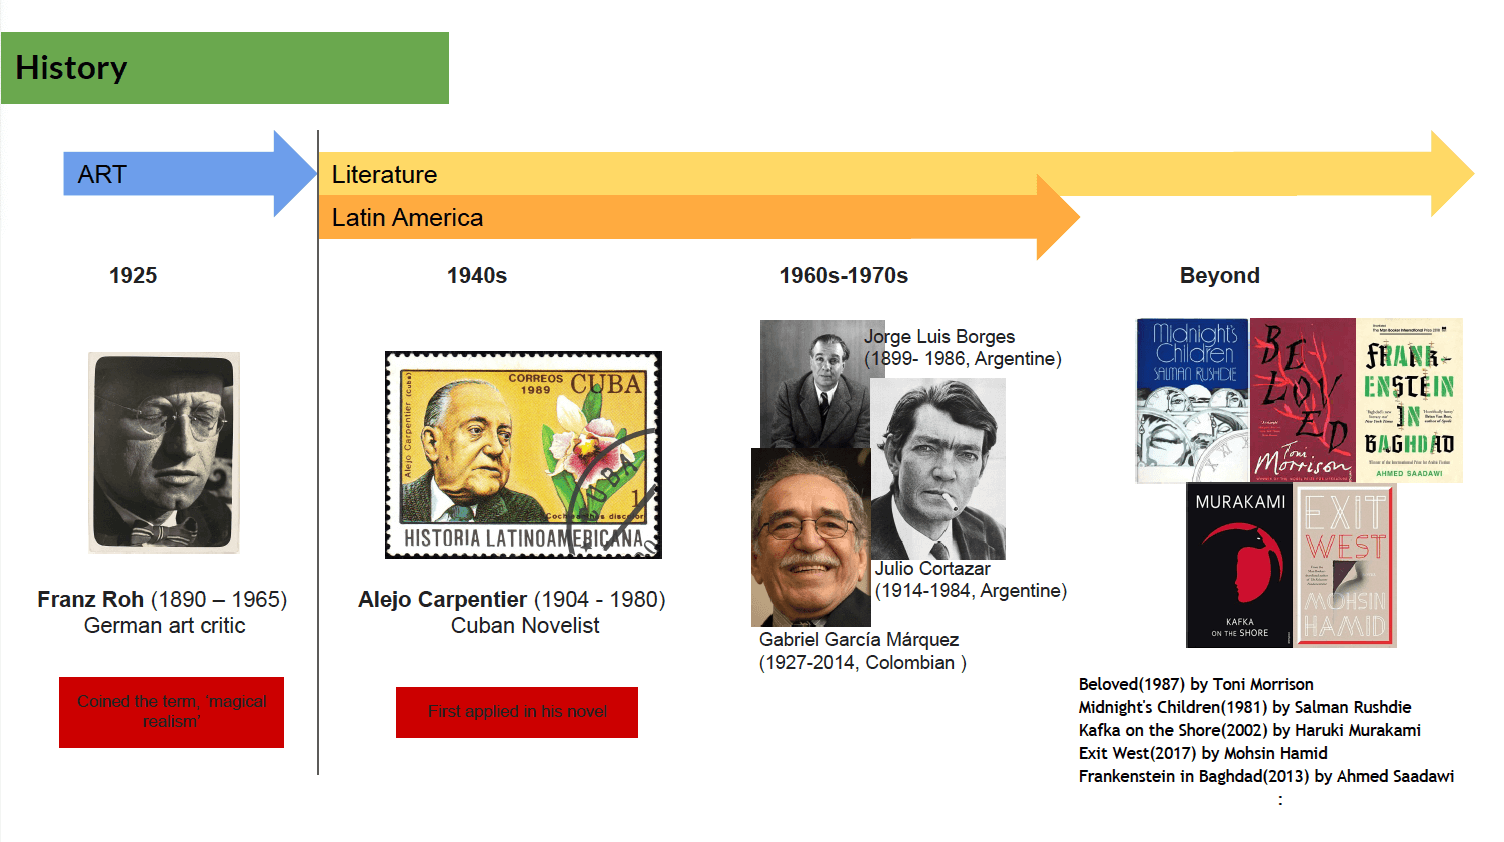 History
ART
Literature
Latin America
1925
1940s
1960s-1970s
Beyond
Franz Roh (1890 – 1965)
German art critic
Coined the term, 'magical
realism'
Alejo Carpentier (cuba)
CORREOS
1989
CUBA
CUBA
1
HISTORIA LATINOAMERICANA
Alejo Carpentier (1904 - 1980)
Cuban Novelist
First applied in his novel
Jorge Luis Borges
(1899- 1986, Argentine)
Julio Cortazar
(1914-1984, Argentine)
Gabriel García Márquez
(1927-2014, Colombian )
Midnight's
Children
SALMAN RUSHDIE
BELOVED
Toni
Morrison
FRANK-
ENSTEIN
IN
BAGHDAD
AHMED SAADAWI
MURAKAMI
KAFKA
ON THE SHORE
EXIT
WEST
MOHSIN
HAMID
Beloved(1987) by Toni Morrison
Midnight's Children(1981) by Salman Rushdie
Kafka on the Shore(2002) by Haruki Murakami
Exit West(2017) by Mohsin Hamid
Frankenstein in Baghdad(2013) by Ahmed Saadawi
: